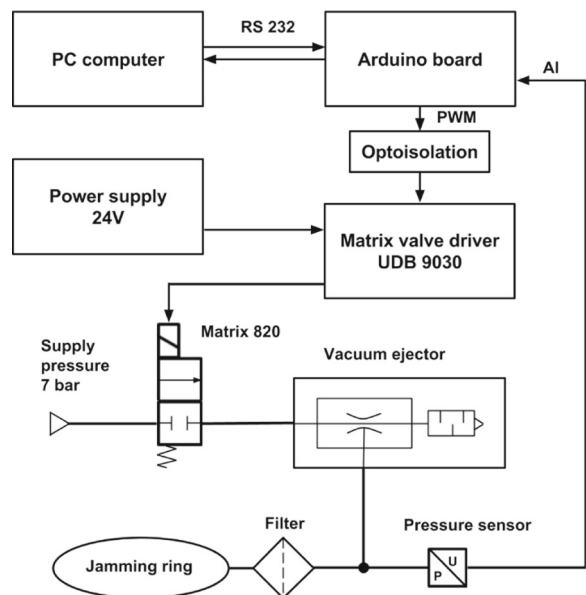 RS 232
PC computer
Arduino board
AI
PWM
Optoisolation
Power supply
24V
Matrix valve driver
UDB 9030
Matrix 820
Supply
pressure
7 bar
Vacuum ejector
Filter
Pressure sensor
Jamming ring
U
P